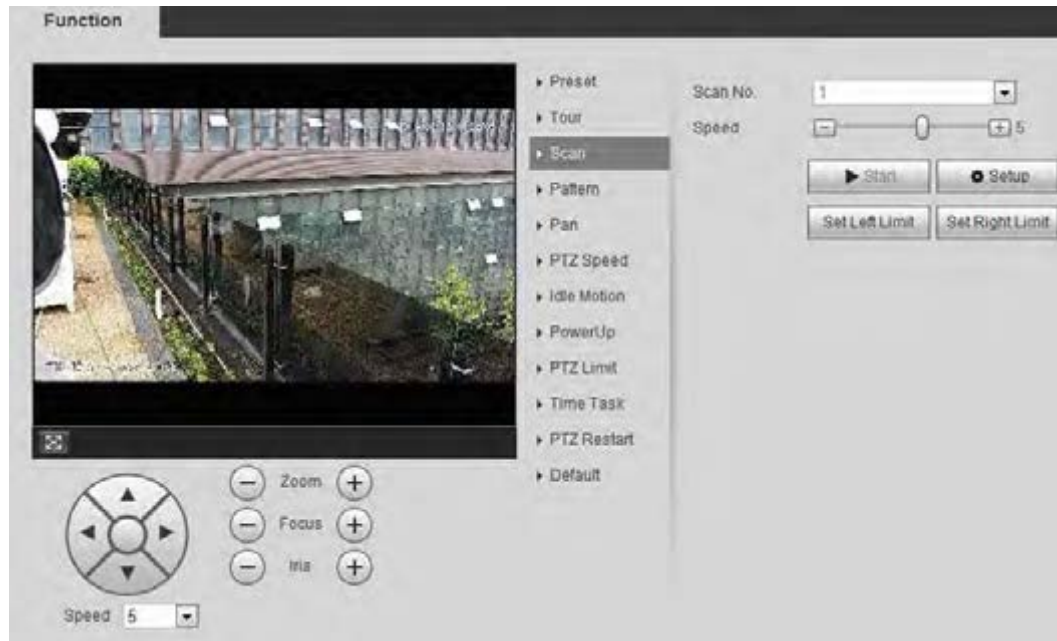 Function
Preset
Tour
Scan
Pattern
Pan
PTZ Speed
Idle Motion
PowerUp
PTZ Limit
Time Task
PTZ Restart
Default
Scan No. 1
Speed 5
Start Setup
Set Left Limit Set Right Limit
Zoom
Focus
Iris
Speed 5